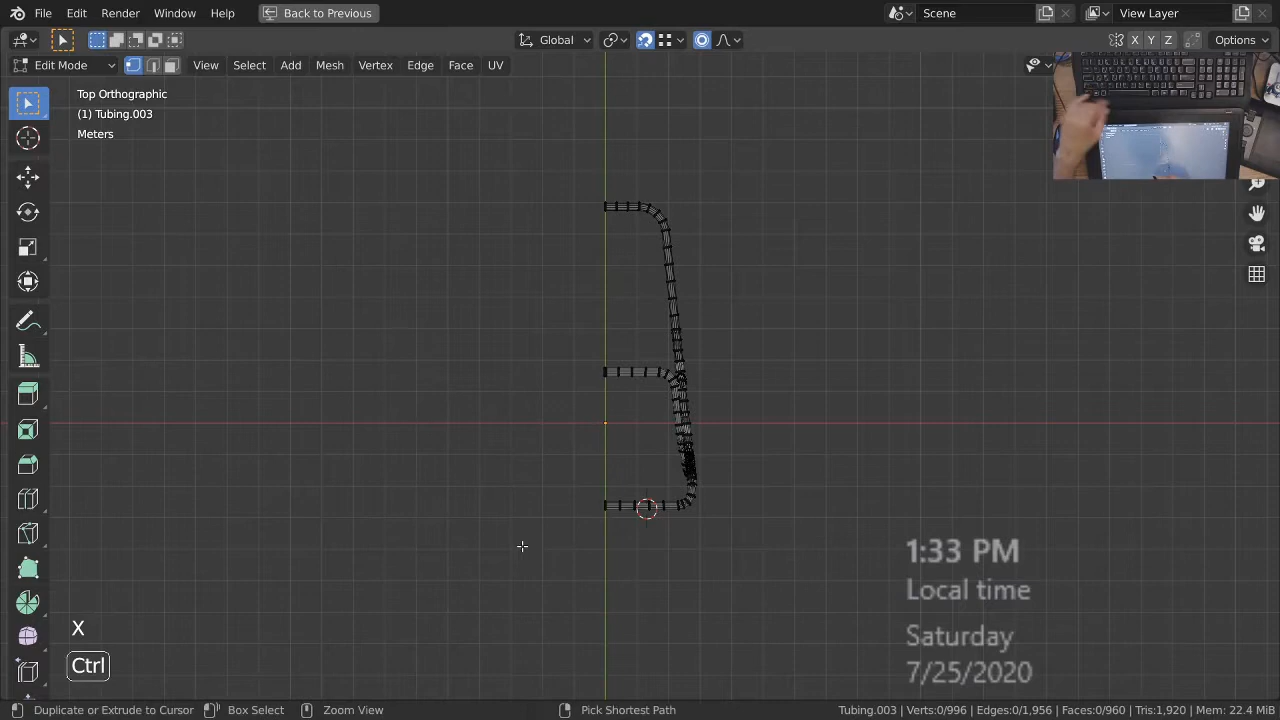 File Edit Render Window Help Back to Previous Scene View Layer
Global X Y Z Options
Edit Mode View Select Add Mesh Vertex Edge Face UV
Top Orthographic
(1) Tubing.003
Meters
1:33 PM
Local time
Saturday
7/25/2020
X
Ctrl
Duplicate or Extrude to Cursor Box Select Zoom View Pick Shortest Path Tubing.003 | Verts:0/996 | Edges:0/1,956 | Faces:0/960 | Tris:1,920 | Mem: 22.4 MiB